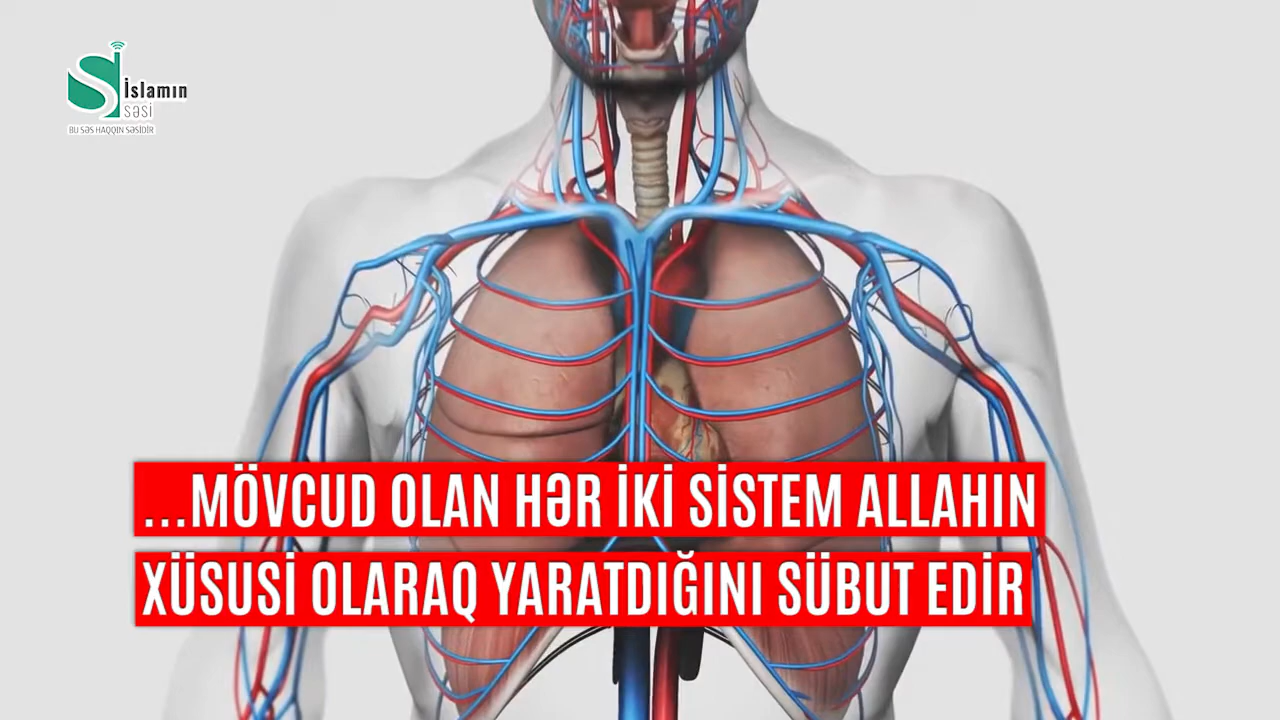 İslamın
səsi
BU SƏS HAQQIN SƏSİDİR
...MÖVCUD OLAN HƏR İKİ SİSTEM ALLAHIN
XÜSUSİ OLARAQ YARATDIĞINI SÜBUT EDİR